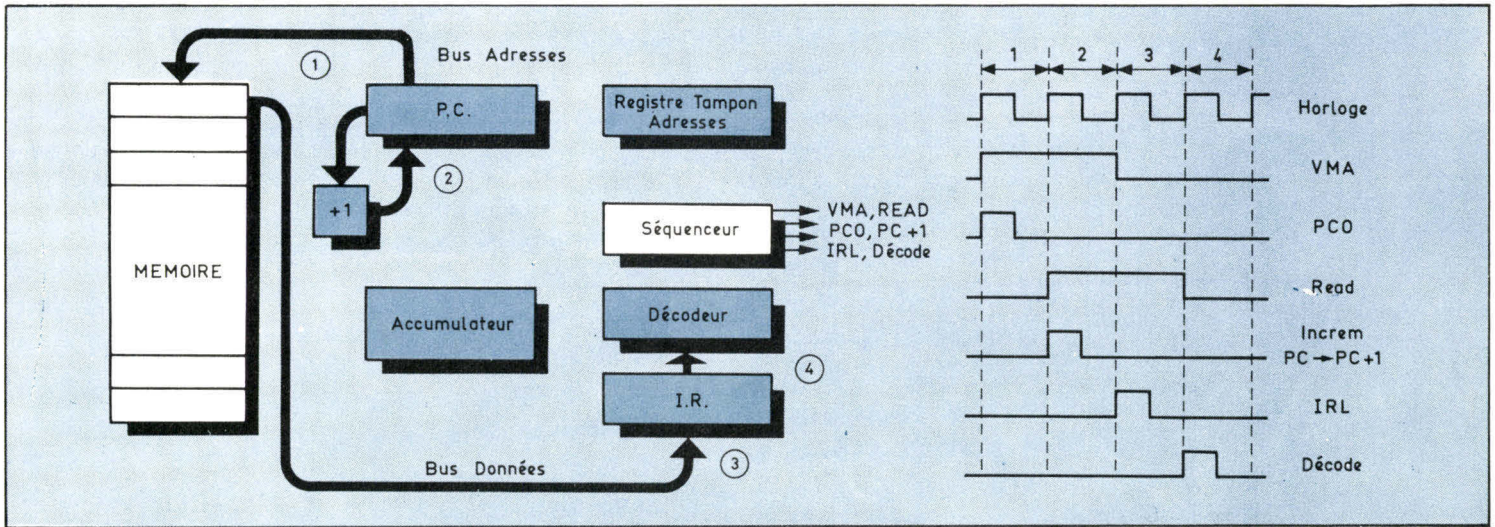 1
Bus Adresses
P.C.
Registre Tampon
Adresses
2
+1
MEMOIRE
Séquenceur
VMA, READ
PCO, PC +1
IRL, Décode
Accumulateur
Décodeur
4
I.R.
3
Bus Données
1 2 3 4
Horloge
VMA
PCO
Read
Increm
PC → PC +1
IRL
Décode